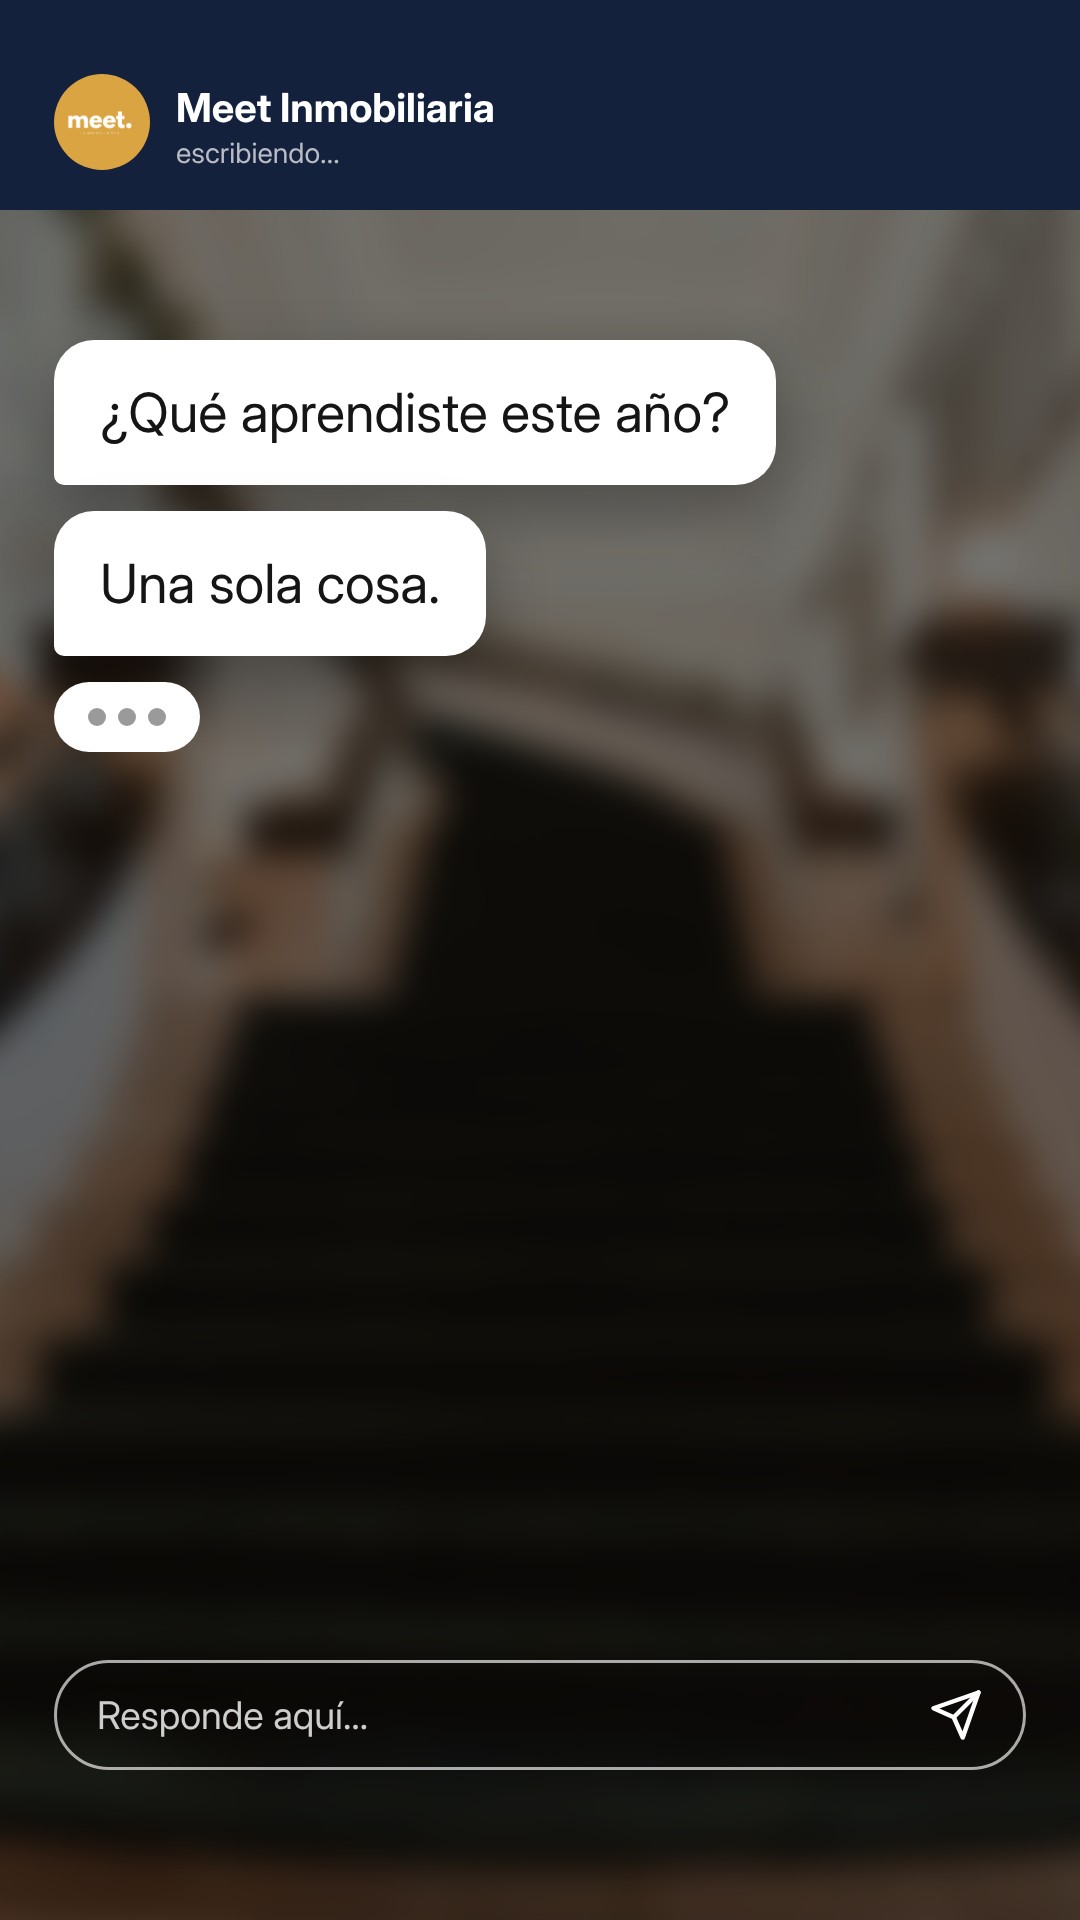 meet.
Meet Inmobiliaria
escribiendo...
¿Qué aprendiste este año?
Una sola cosa.
Responde aquí...